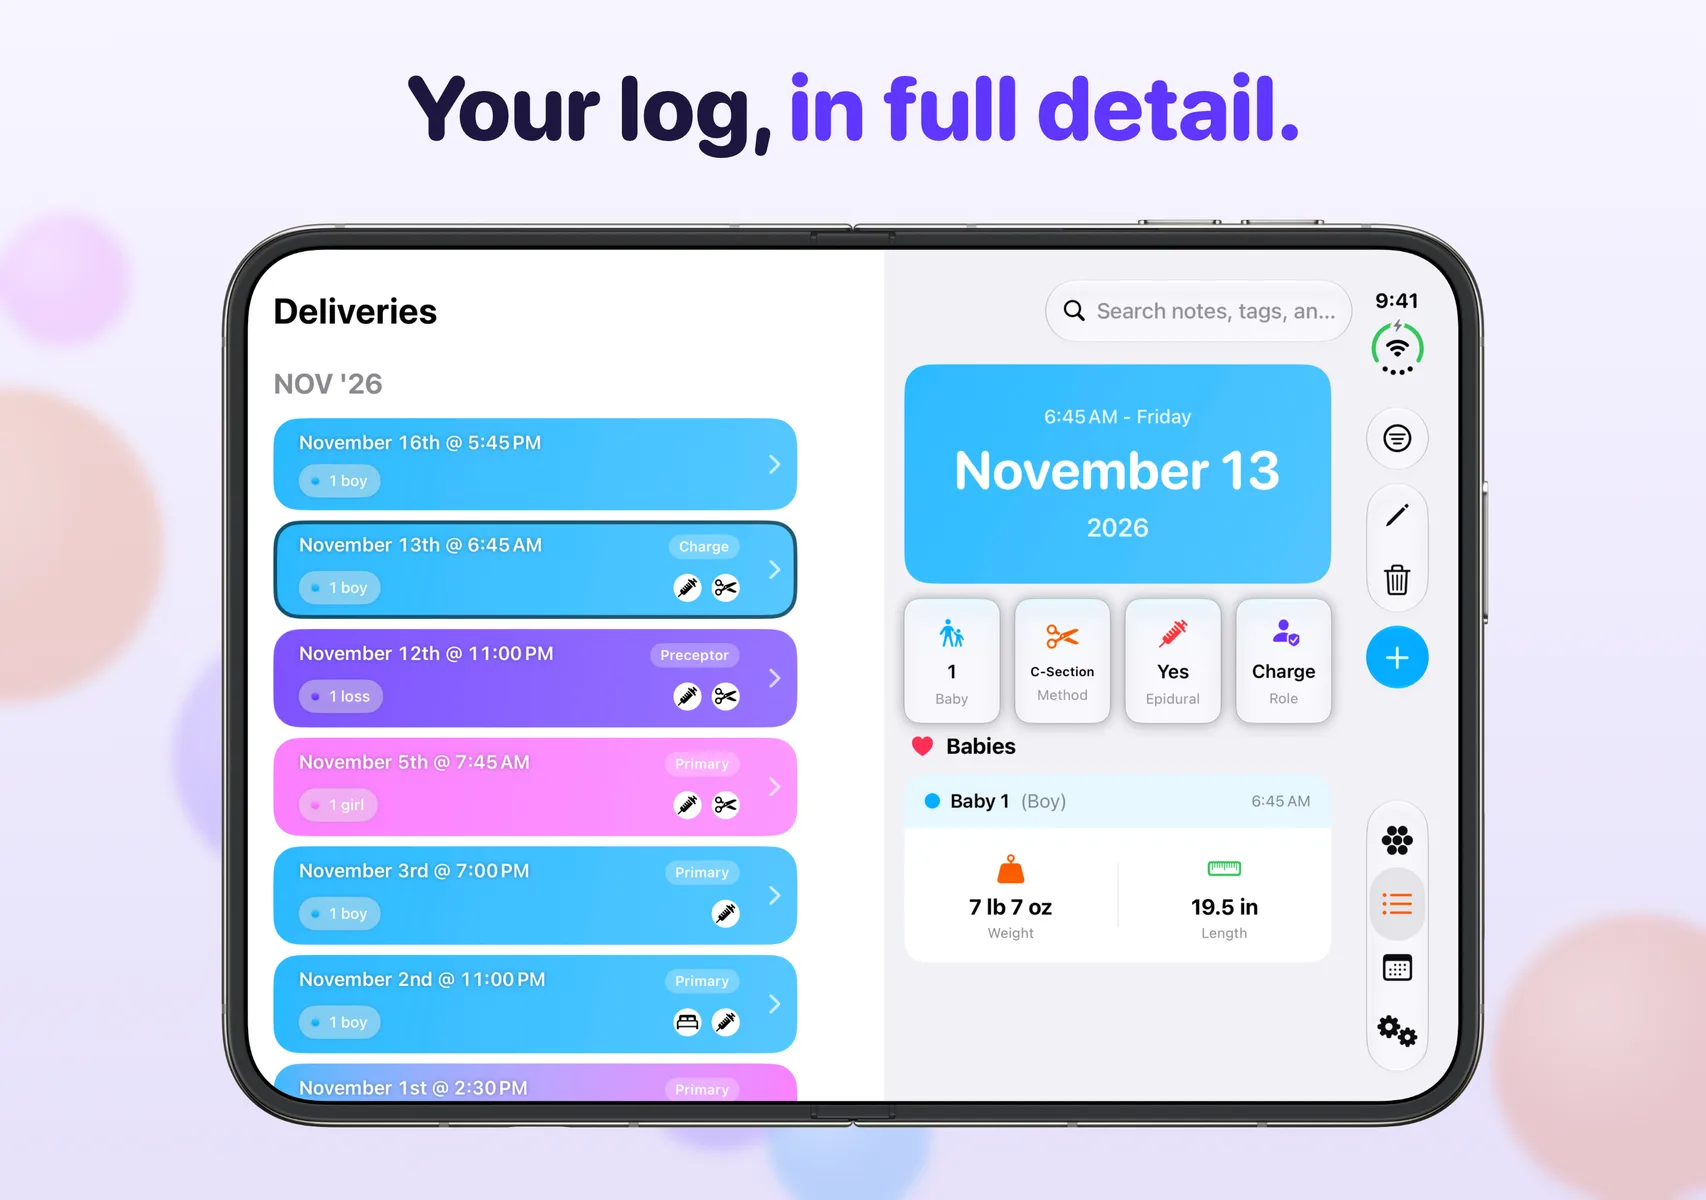 Your log, in full detail.
Deliveries
NOV '26
November 16th @ 5:45 PM
1 boy
November 13th @ 6:45 AM
Charge
1 boy
November 12th @ 11:00 PM
Preceptor
1 loss
November 5th @ 7:45 AM
Primary
1 girl
November 3rd @ 7:00 PM
Primary
1 boy
November 2nd @ 11:00 PM
Primary
1 boy
November 1st @ 2:30 PM
Primary
Search notes, tags, an...
9:41
6:45 AM - Friday
November 13
2026
1
Baby
C-Section
Method
Yes
Epidural
Charge
Role
Babies
Baby 1 (Boy)
6:45 AM
7 lb 7 oz
Weight
19.5 in
Length